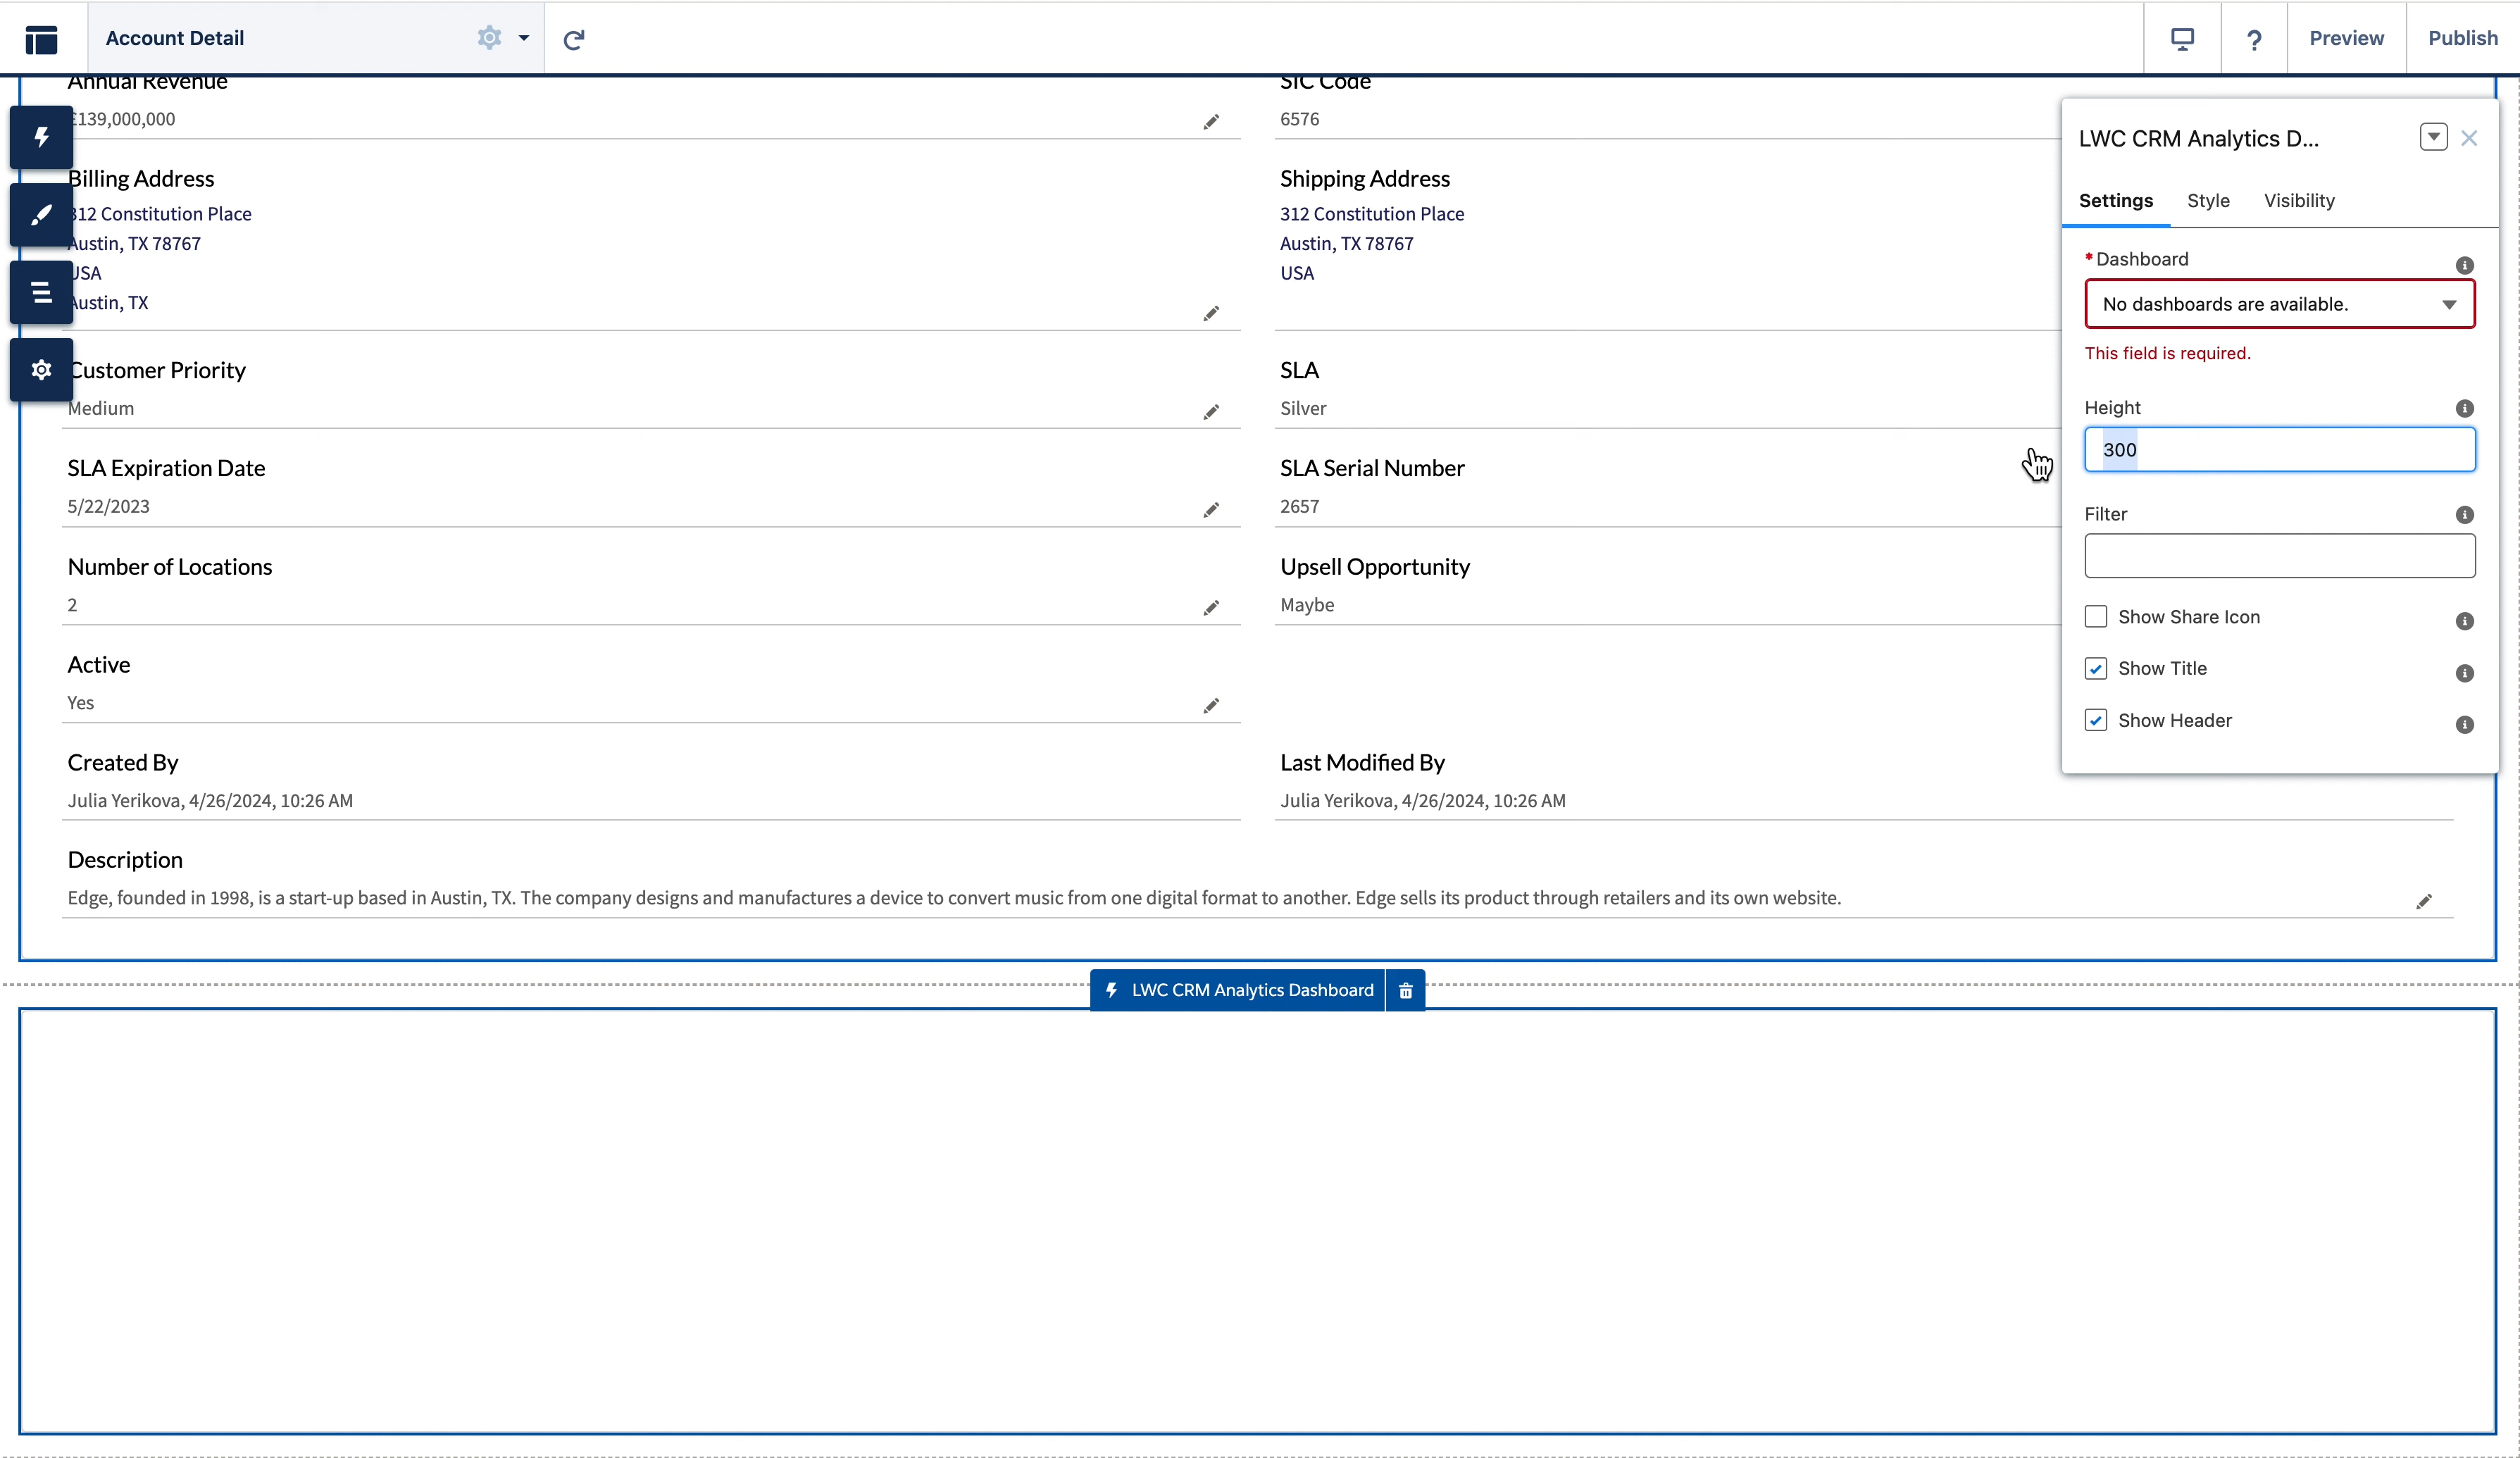 Account Detail
?
Preview
Publish
Annual Revenue
SIC Code
£139,000,000
6576
Billing Address
Shipping Address
312 Constitution Place
Austin, TX 78767
USA
Austin, TX
312 Constitution Place
Austin, TX 78767
USA
Customer Priority
SLA
Medium
Silver
SLA Expiration Date
SLA Serial Number
5/22/2023
2657
Number of Locations
Upsell Opportunity
2
Maybe
Active
Yes
Created By
Last Modified By
Julia Yerikova, 4/26/2024, 10:26 AM
Julia Yerikova, 4/26/2024, 10:26 AM
Description
Edge, founded in 1998, is a start-up based in Austin, TX. The company designs and manufactures a device to convert music from one digital format to another. Edge sells its product through retailers and its own website.
LWC CRM Analytics Dashboard
LWC CRM Analytics D...
Settings
Style
Visibility
* Dashboard
No dashboards are available.
This field is required.
Height
300
Filter
Show Share Icon
Show Title
Show Header